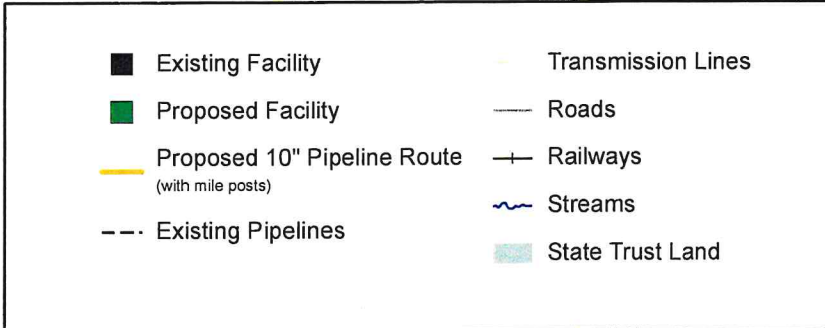 Existing Facility
Proposed Facility
Proposed 10" Pipeline Route
(with mile posts)
Existing Pipelines
Transmission Lines
Roads
Railways
Streams
State Trust Land